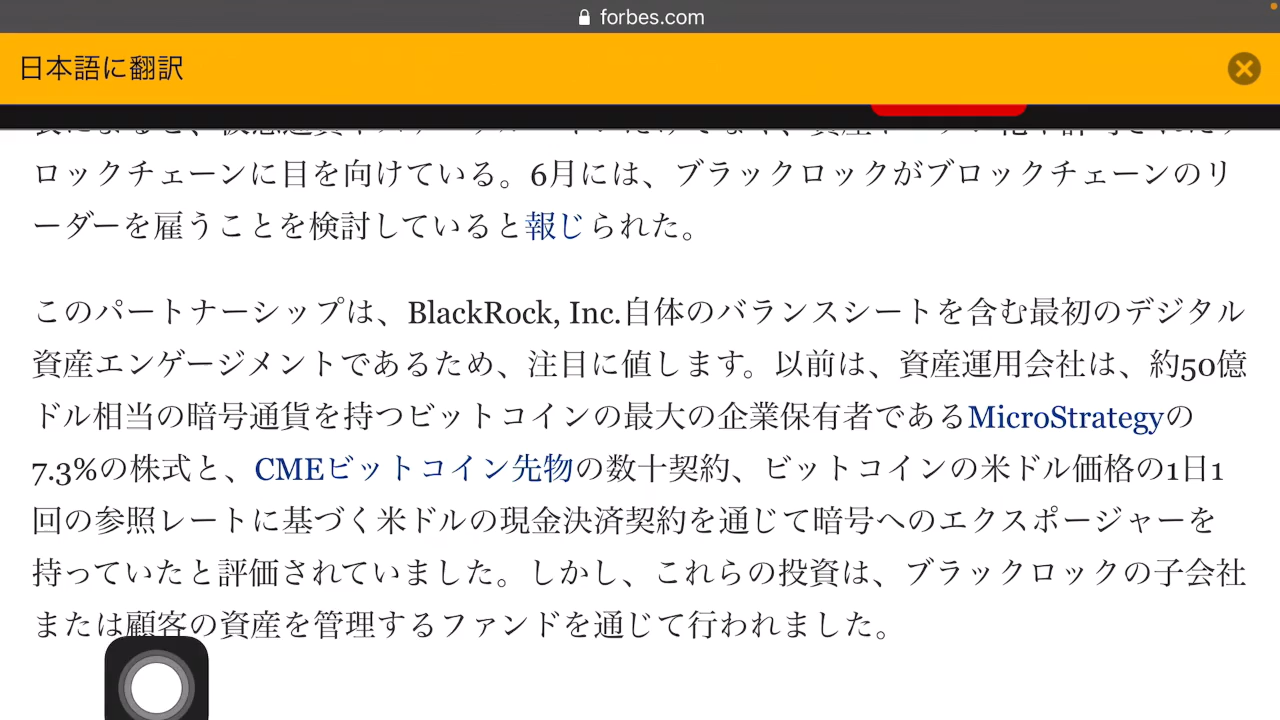 forbes.com
日本語に翻訳
ロックチェーンに目を向けている。6月には、ブラックロックがブロックチェーンのリ
ーダーを雇うことを検討していると報じられた。
このパートナーシップは、BlackRock, Inc.自体のバランスシートを含む最初のデジタル
資産エンゲージメントであるため、注目に値します。以前は、資産運用会社は、約50億
ドル相当の暗号通貨を持つビットコインの最大の企業保有者であるMicroStrategyの
7.3%の株式と、CMEビットコイン先物の数十契約、ビットコインの米ドル価格の1日1
回の参照レートに基づく米ドルの現金決済契約を通じて暗号へのエクスポージャーを
持っていたと評価されていました。しかし、これらの投資は、ブラックロックの子会社
または顧客の資産を管理するファンドを通じて行われました。